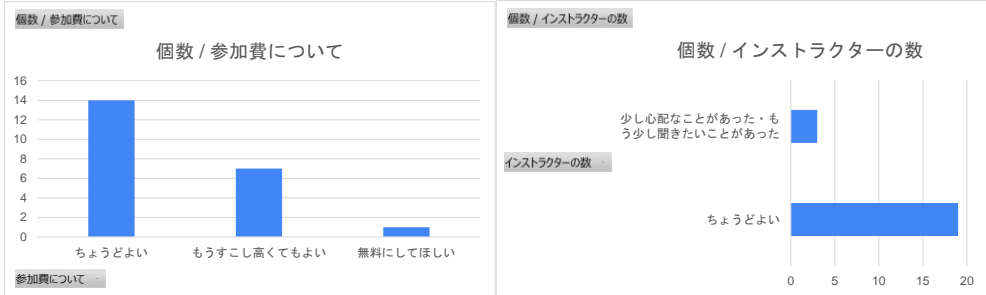 個数 / 参加費について
個数 / 参加費について
16
14
12
10
8
6
4
2
0
ちょうどよい
もうすこし高くてもよい
無料にしてほしい
参加費について
個数 / インストラクターの数
個数 / インストラクターの数
少し心配なことがあった・も
う少し聞きたいことがあった
インストラクターの数
ちょうどよい
0
5
10
15
20